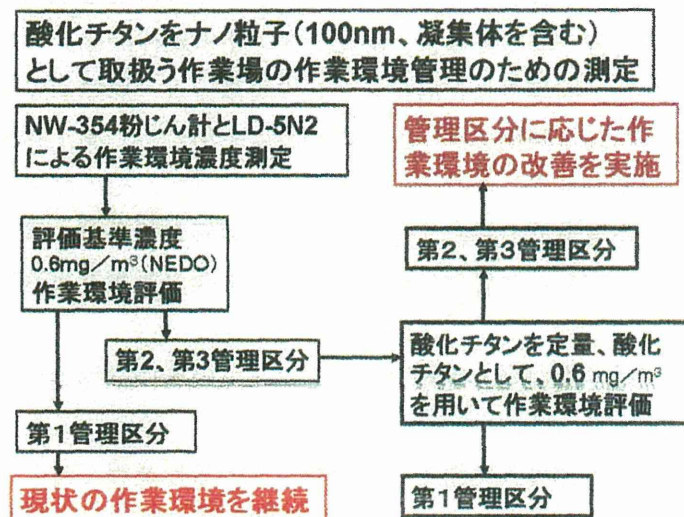 酸化チタンをナノ粒子(100nm、凝集体を含む)
として取扱う作業場の作業環境管理のための測定
NW-354粉じん計とLD-5N2
による作業環境濃度測定
評価基準濃度
0.6mg/m³(NEDO)
作業環境評価
第2、第3管理区分
第1管理区分
現状の作業環境を継続
管理区分に応じた作
業環境の改善を実施
第2、第3管理区分
酸化チタンを定量、酸化
チタンとして、0.6 mg/m³
を用いて作業環境評価
第1管理区分